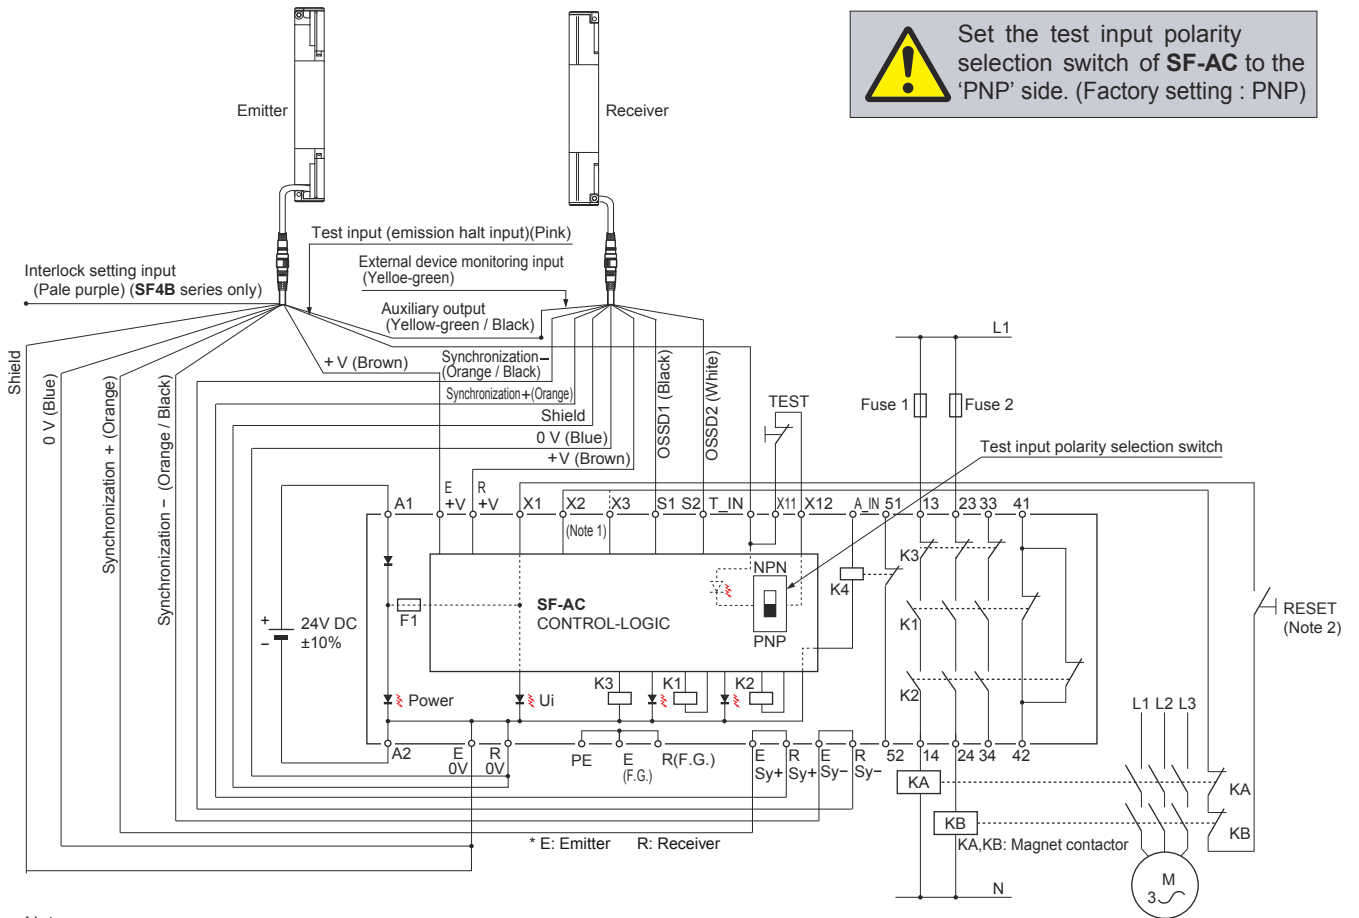 Set the test input polarity
selection switch of SF-AC to the
‘PNP’ side. (Factory setting : PNP)
Emitter
Receiver
Test input (emission halt input)(Pink)
External device monitoring input
(Yelloe-green)
Interlock setting input
(Pale purple) (SF4B series only)
Auxiliary output
(Yellow-green / Black)
L1
Shield
0 V (Blue)
Synchronization + (Orange)
Synchronization − (Orange / Black)
+ V (Brown)
Synchronization−
(Orange / Black)
Synchronization+(Orange)
Shield
0 V (Blue)
+V (Brown)
OSSD1 (Black)
OSSD2 (White)
TEST
Fuse 1
Fuse 2
Test input polarity selection switch
A1
E
+V
R
+V
X1
X2
X3
S1
S2
T_IN
X11
X12
A_IN
51
13
23
33
41
(Note 1)
NPN
PNP
K4
K3
K1
K2
SF-AC
CONTROL-LOGIC
F1
+
−
24V DC
±10%
RESET
(Note 2)
Power
Ui
K3
K1
K2
L1 L2 L3
A2
E
0V
R
0V
PE
E
(F.G.)
R(F.G.)
E
Sy+
R
Sy+
E
Sy−
R
Sy−
52
14
24
34
42
KA
KA
KB
KB
* E: Emitter R: Receiver
KA,KB: Magnet contactor
M
3
N